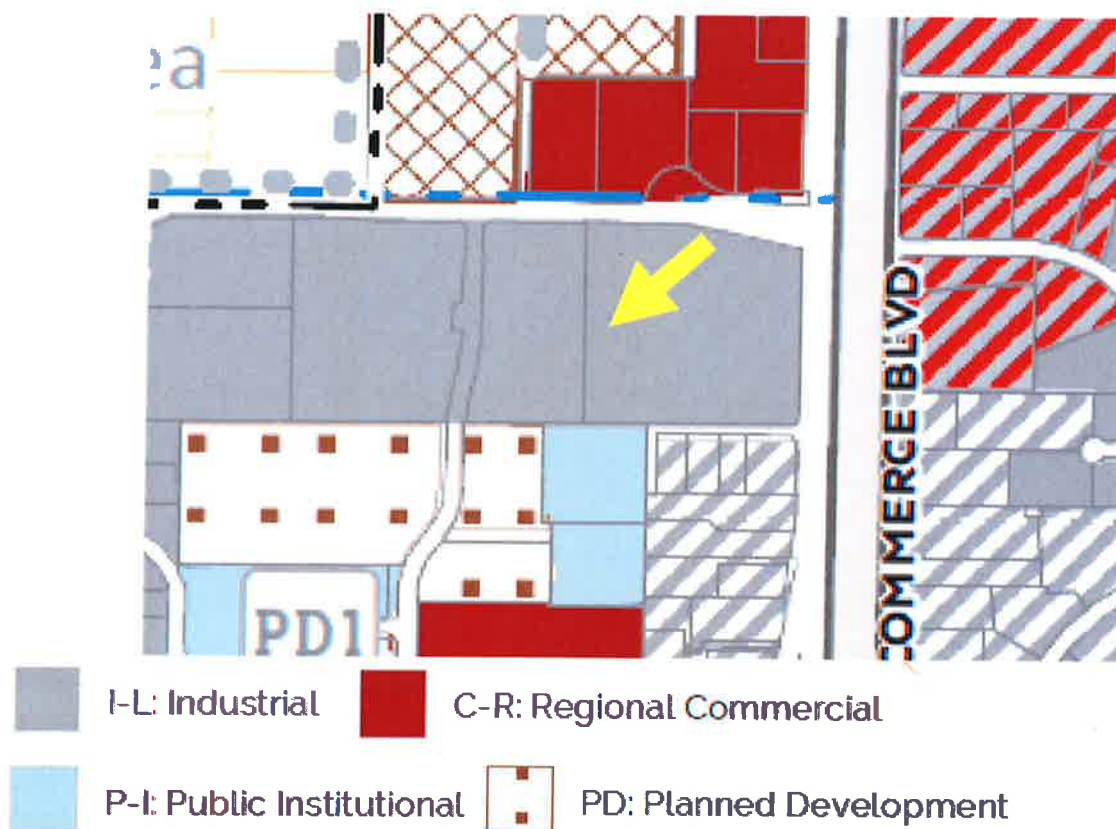 COMMERCE BLVD
PD1
I-L: Industrial
C-R: Regional Commercial
P-I: Public Institutional
PD: Planned Development